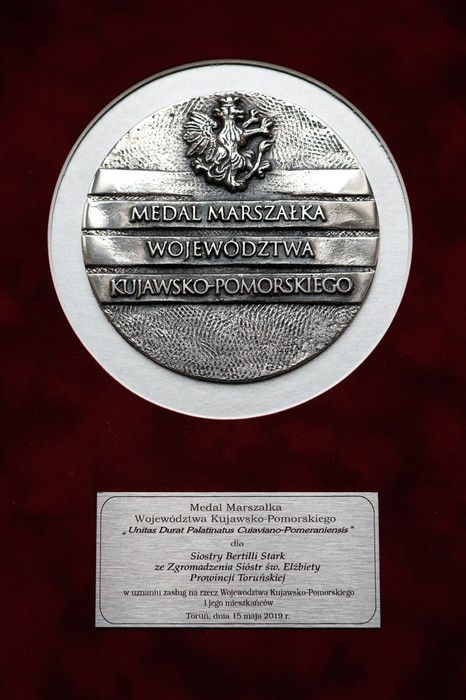 MEDAL MARSZAŁKA
WOJEWÓDZTWA
KUJAWSKO-POMORSKIEGO
Medal Marszałka
Województwa Kujawsko-Pomorskiego
„Unitas Durat Palatinatus Cuiaviano-Pomeraniensis”
dla
Siostry Bertilli Stark
ze Zgromadzenia Sióstr św. Elżbiety
Prowincji Toruńskiej
w uznaniu zasług na rzecz Województwa Kujawsko-Pomorskiego
i jego mieszkańców
Toruń, dnia 15 maja 2019 r.